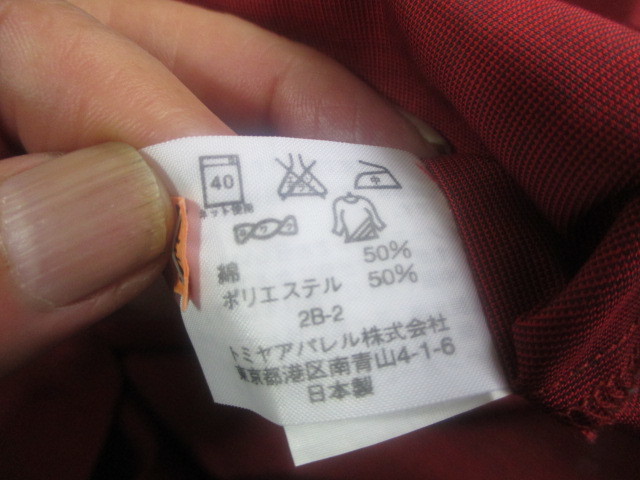 40
ネット使用
中
綿 50%
ポリエステル 50%
2B-2
トミヤアパレル株式会社
東京都港区南青山4-1-6
日本製